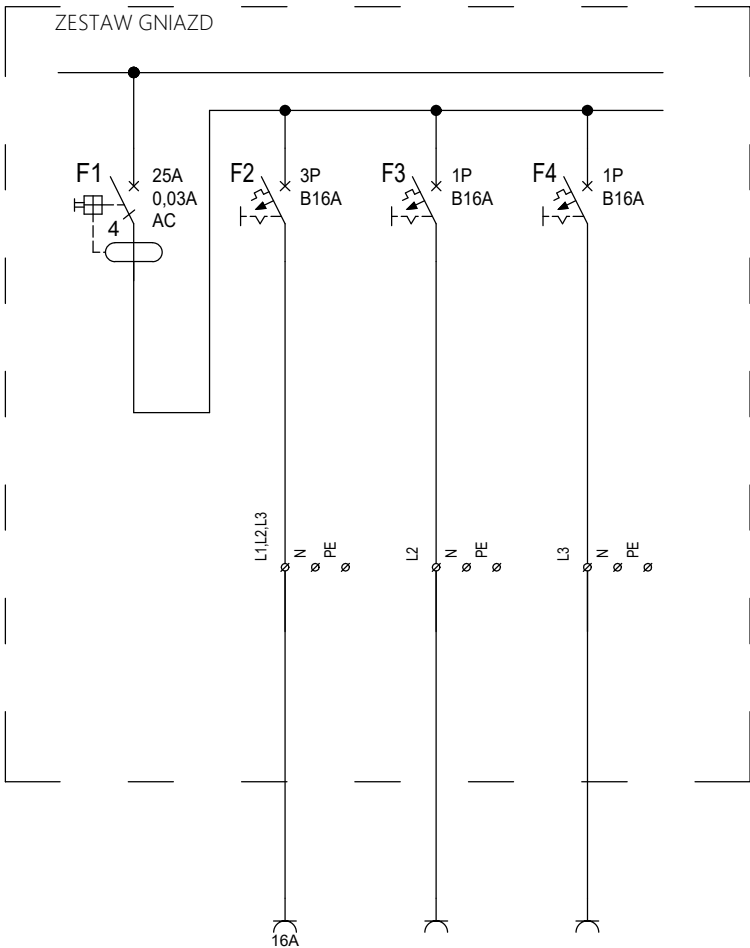 ZESTAW GNIAZD
F1
25A
0,03A
AC
4
F2
3P
B16A
F3
1P
B16A
F4
1P
B16A
L1,L2,L3
N
PE
L2
N
PE
L3
N
PE
16A